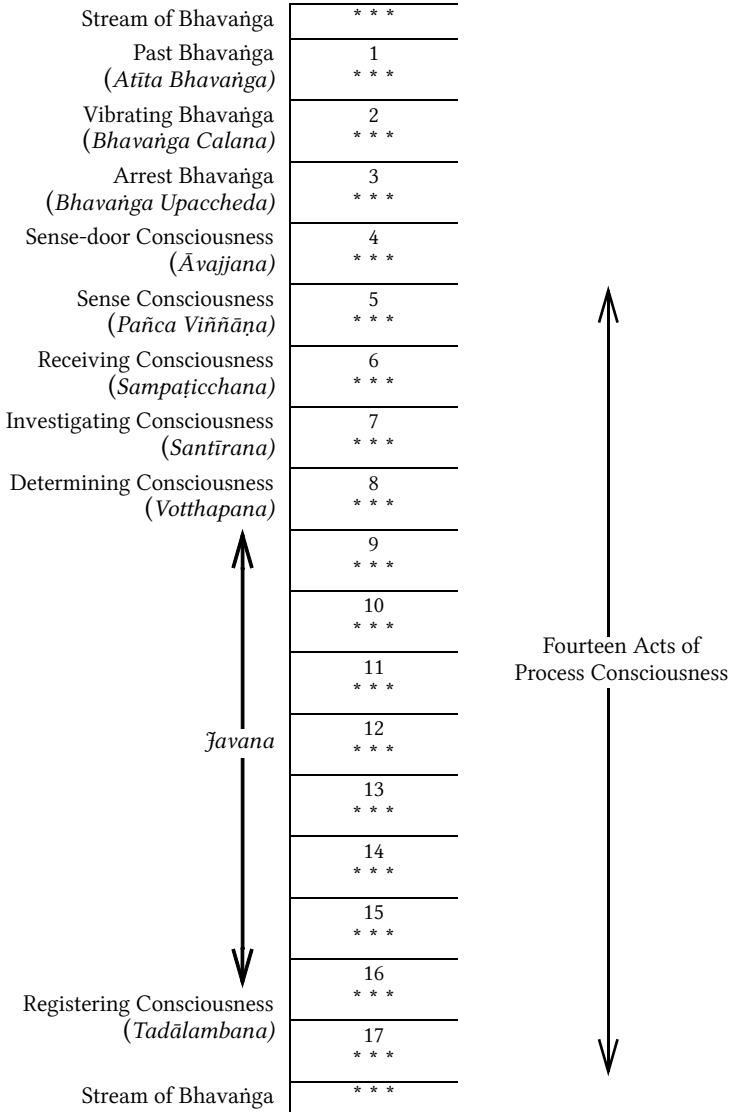 Stream of Bhavaṅga
* * *
Past Bhavaṅga
(Atīta Bhavaṅga)
1
* * *
Vibrating Bhavaṅga
(Bhavaṅga Calana)
2
* * *
Arrest Bhavaṅga
(Bhavaṅga Upaccheda)
3
* * *
Sense-door Consciousness
(Āvajjana)
4
* * *
Sense Consciousness
(Pañca Viññāṇa)
5
* * *
Receiving Consciousness
(Sampaṭicchana)
6
* * *
Investigating Consciousness
(Santīrana)
7
* * *
Determining Consciousness
(Votthapana)
8
* * *
9
* * *
10
* * *
11
* * *
Fourteen Acts of
Process Consciousness
Javana
12
* * *
13
* * *
14
* * *
15
* * *
16
* * *
Registering Consciousness
(Tadālambana)
17
* * *
Stream of Bhavaṅga
* * *